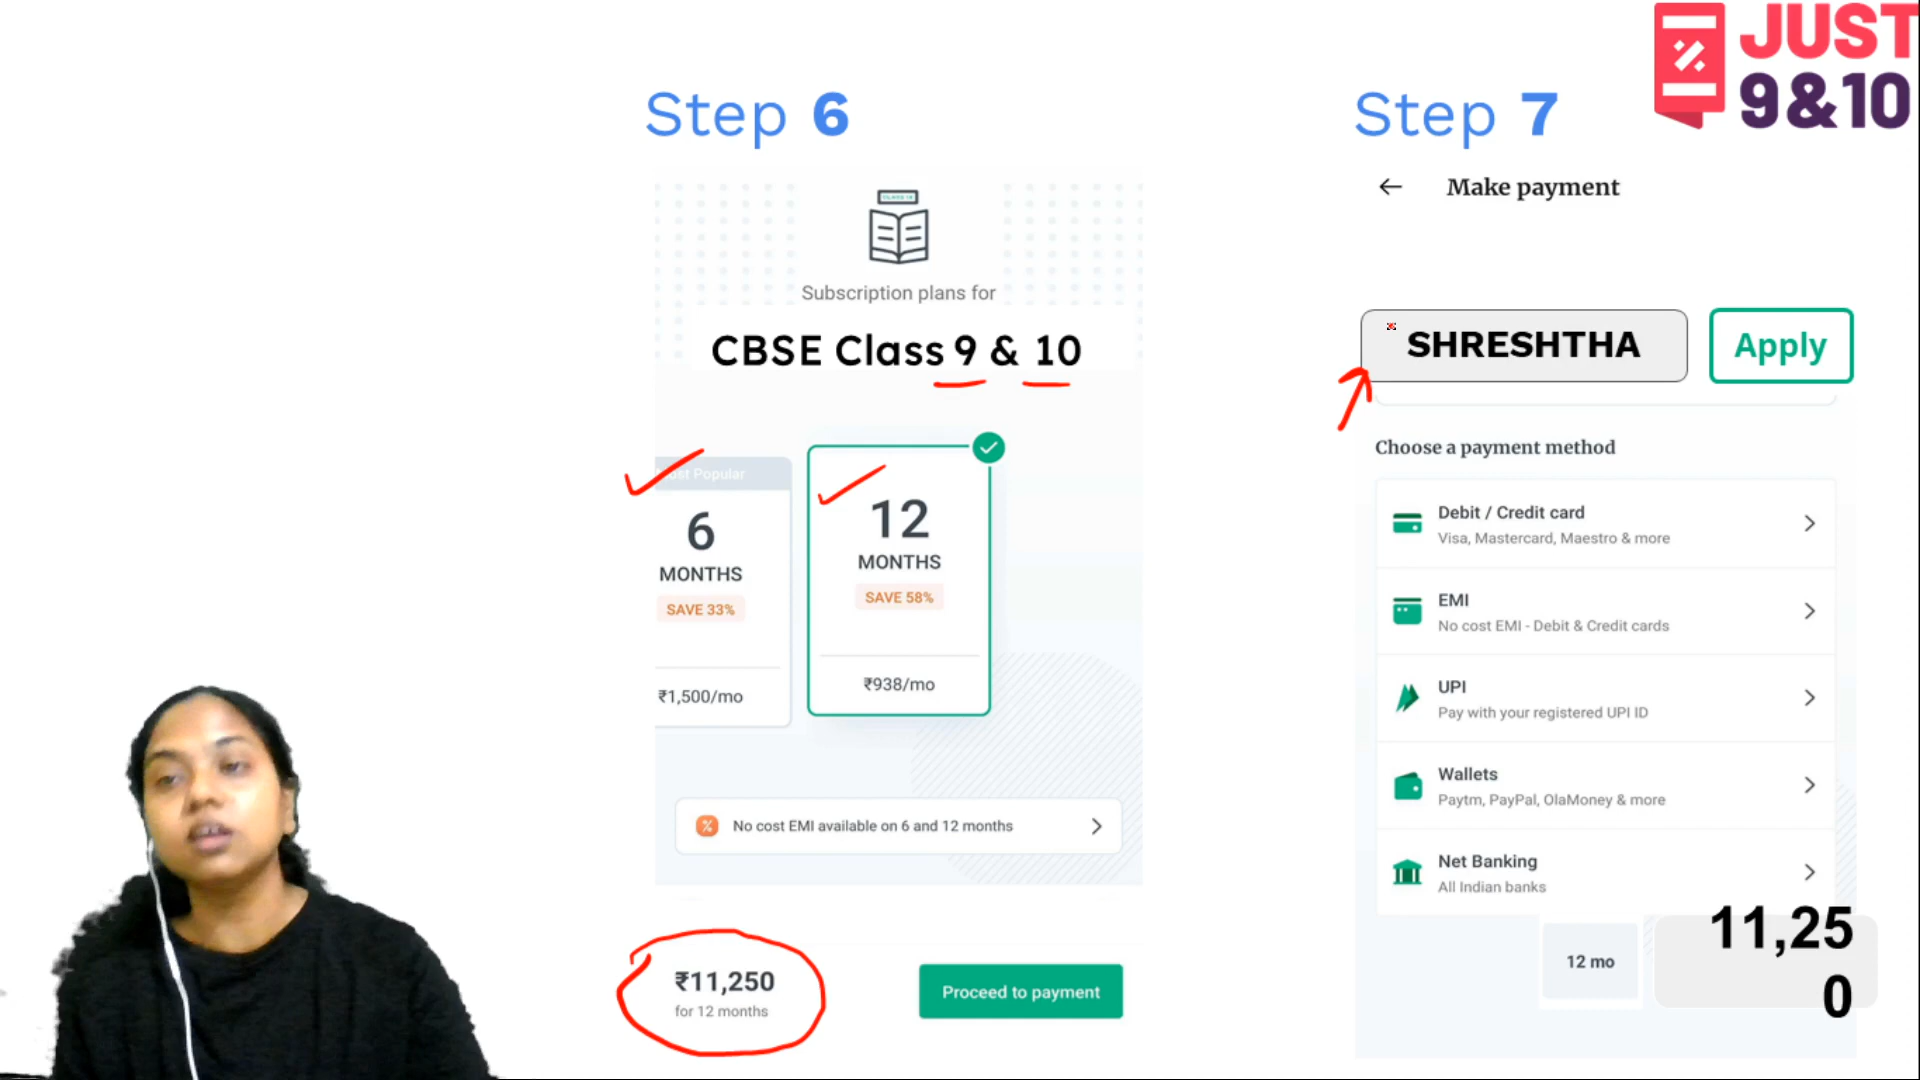 JUST
9&10
Step 6
Subscription plans for
CBSE Class 9 & 10
6
MONTHS
SAVE 33%
₹1,500/mo
12
MONTHS
SAVE 58%
₹938/mo
No cost EMI available on 6 and 12 months
₹11,250
for 12 months
Proceed to payment
Step 7
Make payment
SHRESHTHA
Apply
Choose a payment method
Debit / Credit card
Visa, Mastercard, Maestro & more
EMI
No cost EMI - Debit & Credit cards
UPI
Pay with your registered UPI ID
Wallets
Paytm, PayPal, OlaMoney & more
Net Banking
All Indian banks
12 mo
11,25
0